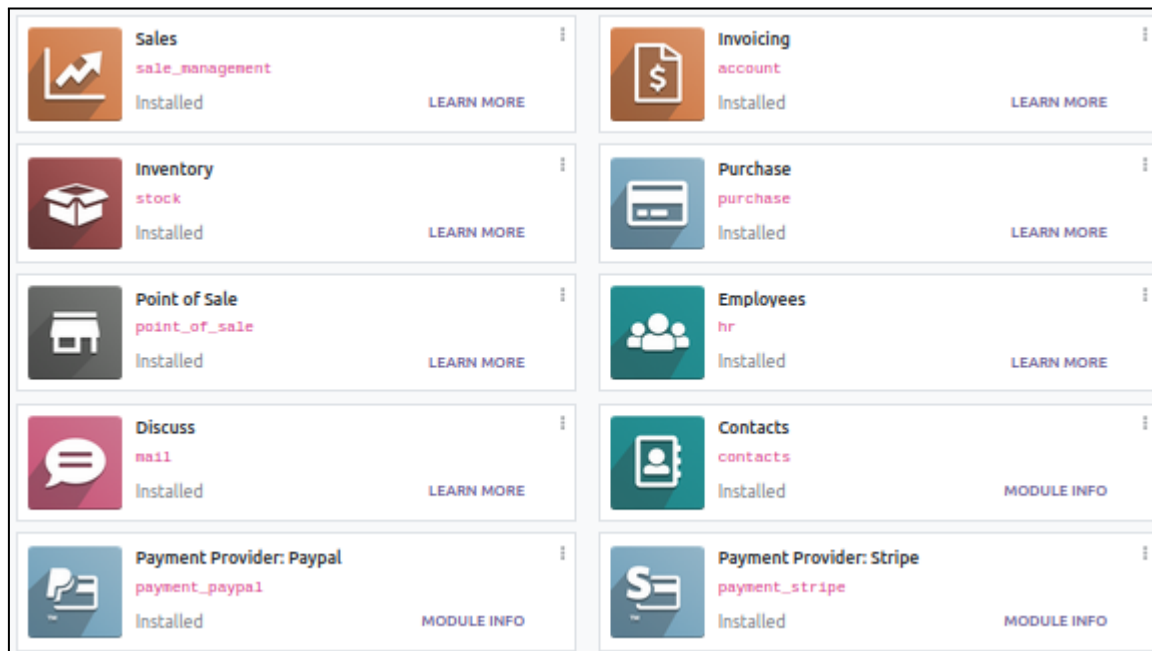 Sales
sale_management
Installed
LEARN MORE
Invoicing
account
Installed
LEARN MORE
Inventory
stock
Installed
LEARN MORE
Purchase
purchase
Installed
LEARN MORE
Point of Sale
point_of_sale
Installed
LEARN MORE
Employees
hr
Installed
LEARN MORE
Discuss
mail
Installed
LEARN MORE
Contacts
contacts
Installed
MODULE INFO
Payment Provider: Paypal
payment_paypal
Installed
MODULE INFO
Payment Provider: Stripe
payment_stripe
Installed
MODULE INFO